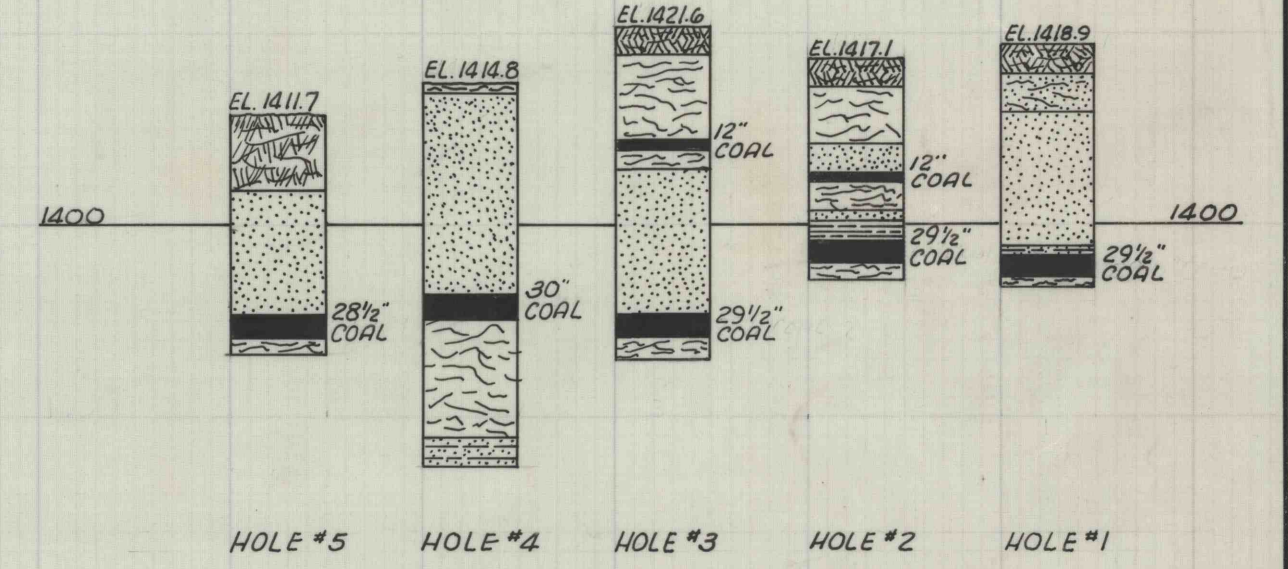 EL.1421.6
EL.1418.9
EL.1417.1
EL.1414.8
EL.1411.7
12"
COAL
12"
COAL
1400
1400
29½"
COAL
29½"
COAL
30"
COAL
28½"
COAL
29½"
COAL
HOLE #5
HOLE #4
HOLE #3
HOLE #2
HOLE #1